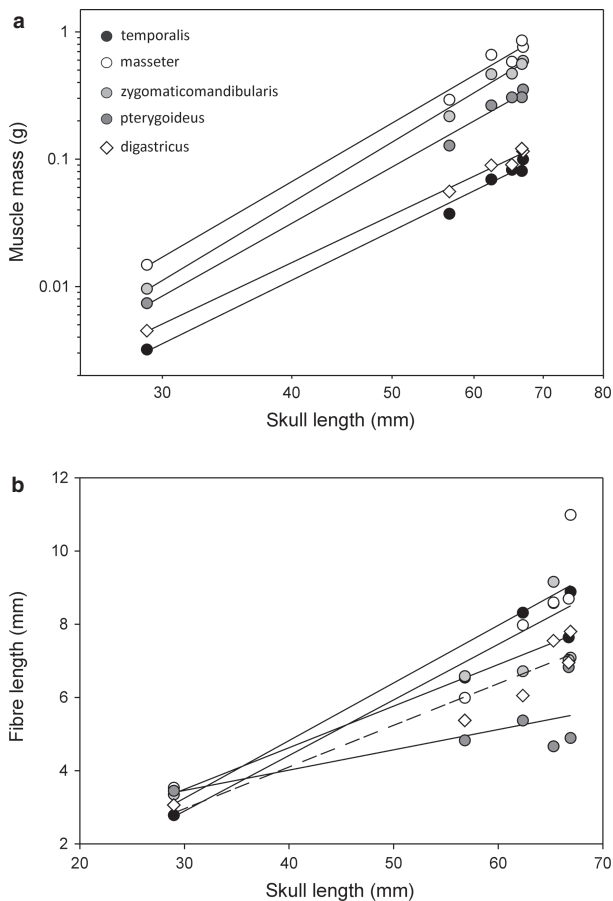 a
1
0.1
0.01
Muscle mass (g)
temporalis
masseter
zygomaticomandibularis
pterygoideus
digastricus
30
40
50
60
70
80
Skull length (mm)
b
12
10
8
6
4
2
Fibre length (mm)
20
30
40
50
60
70
Skull length (mm)